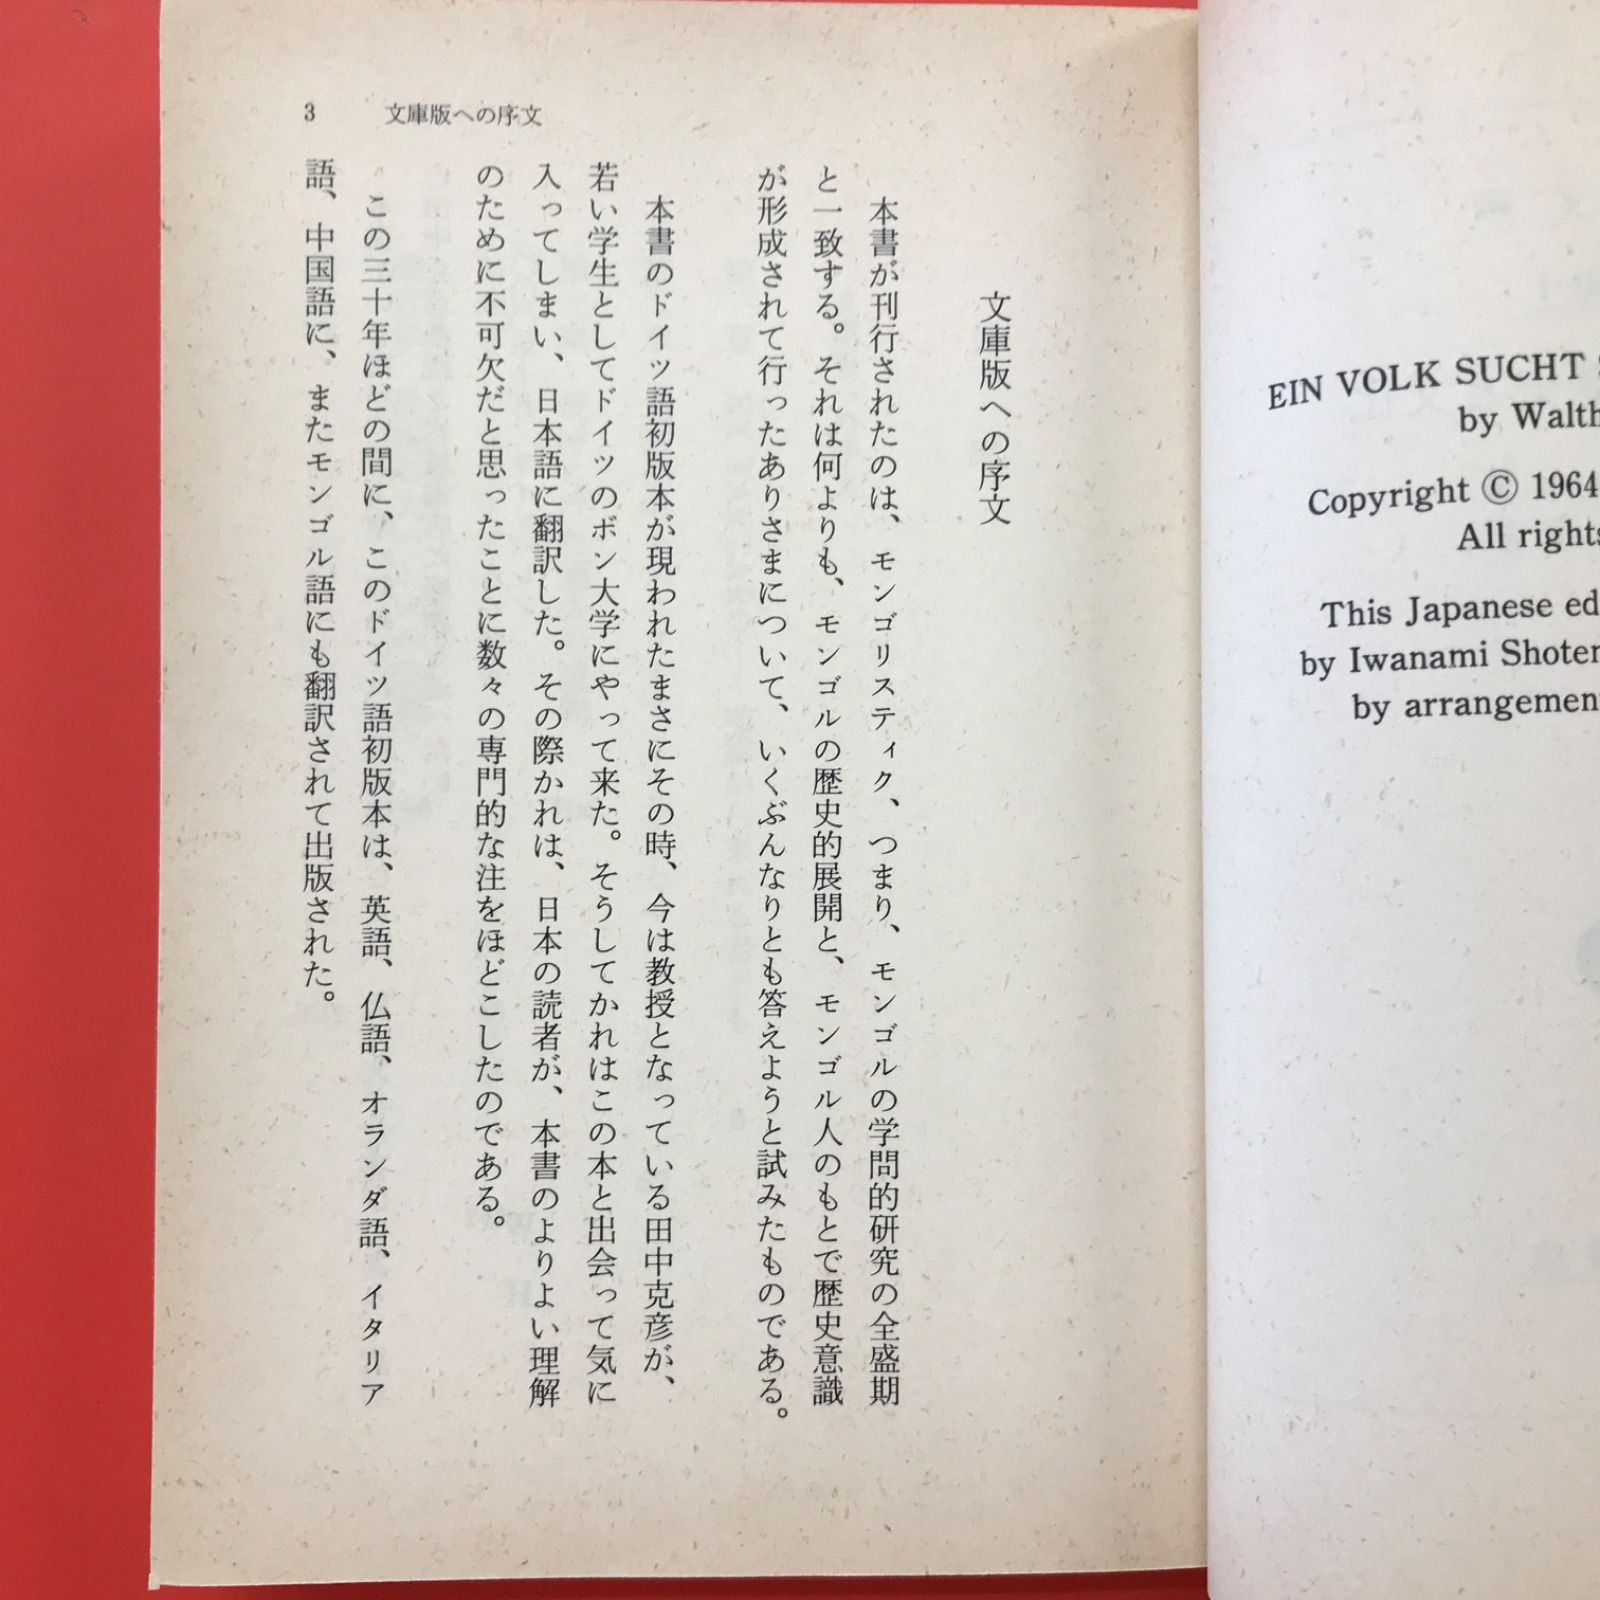 EIN VOLK SUCHT
by Walth
Copyright © 1964
All rights
This Japanese ed
by Iwanami Shoten
by arrangemen
3 文庫版への序文
文庫版への序文
本書が刊行されたのは、モンゴリスティク、つまり、モンゴルの学問的研究の全盛期
と一致する。それは何よりも、モンゴルの歴史的展開と、モンゴル人のもとで歴史意識
が形成されて行ったありさまについて、いくぶんなりとも答えようと試みたものである。
本書のドイツ語初版本が現われたまさにその時、今は教授となっている田中克彦が、
若い学生としてドイツのボン大学にやって来た。そうしてかれはこの本と出会って気に
入ってしまい、日本語に翻訳した。その際かれは、日本の読者が、本書のよりよい理解
のために不可欠だと思ったことに数々の専門的な注をほどこしたのである。
この三十年ほどの間に、このドイツ語初版本は、英語、仏語、オランダ語、イタリア
語、中国語に、またモンゴル語にも翻訳されて出版された。